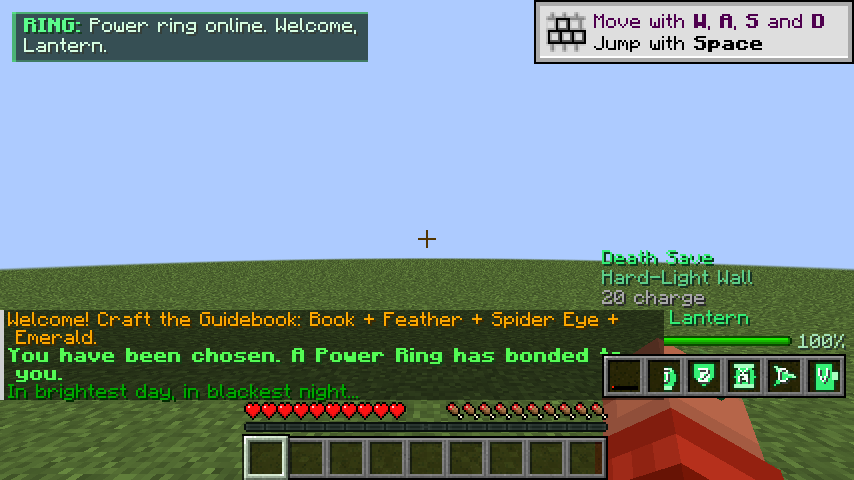 RING: Power ring online. Welcome,
Lantern.
Move with W, A, S and D
Jump with Space
Death Save
Hard-Light Wall
20 charge
Lantern
100%
Welcome! Craft the Guidebook: Book + Feather + Spider Eye +
Emerald.
You have been chosen. A Power Ring has bonded to
you.
In brightest day, in blackest night...
Z
A
D
V